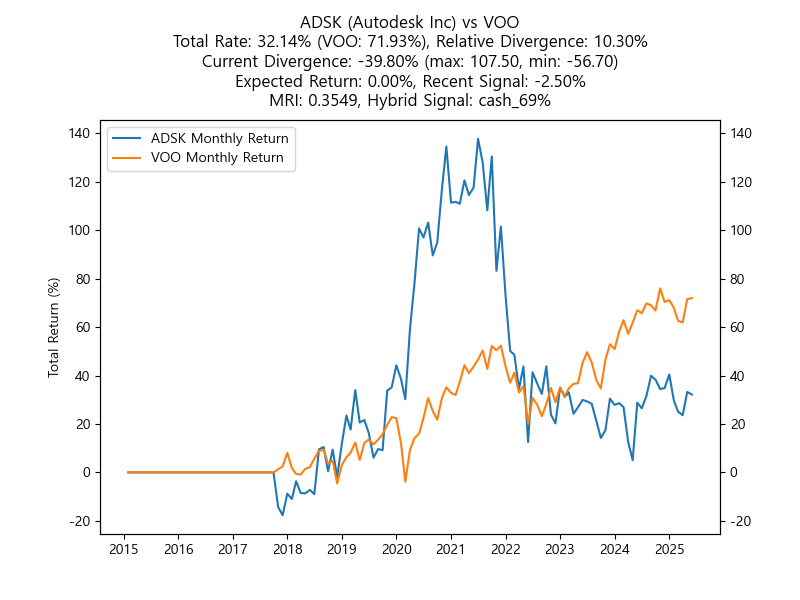 ADSK (Autodesk Inc) vs VOO
Total Rate: 32.14% (VOO: 71.93%), Relative Divergence: 10.30%
Current Divergence: -39.80% (max: 107.50, min: -56.70)
Expected Return: 0.00%, Recent Signal: -2.50%
MRI: 0.3549, Hybrid Signal: cash_69%
ADSK Monthly Return
VOO Monthly Return
Total Return (%)
140
120
100
80
60
40
20
0
-20
140
120
100
80
60
40
20
0
-20
2015 2016 2017 2018 2019 2020 2021 2022 2023 2024 2025